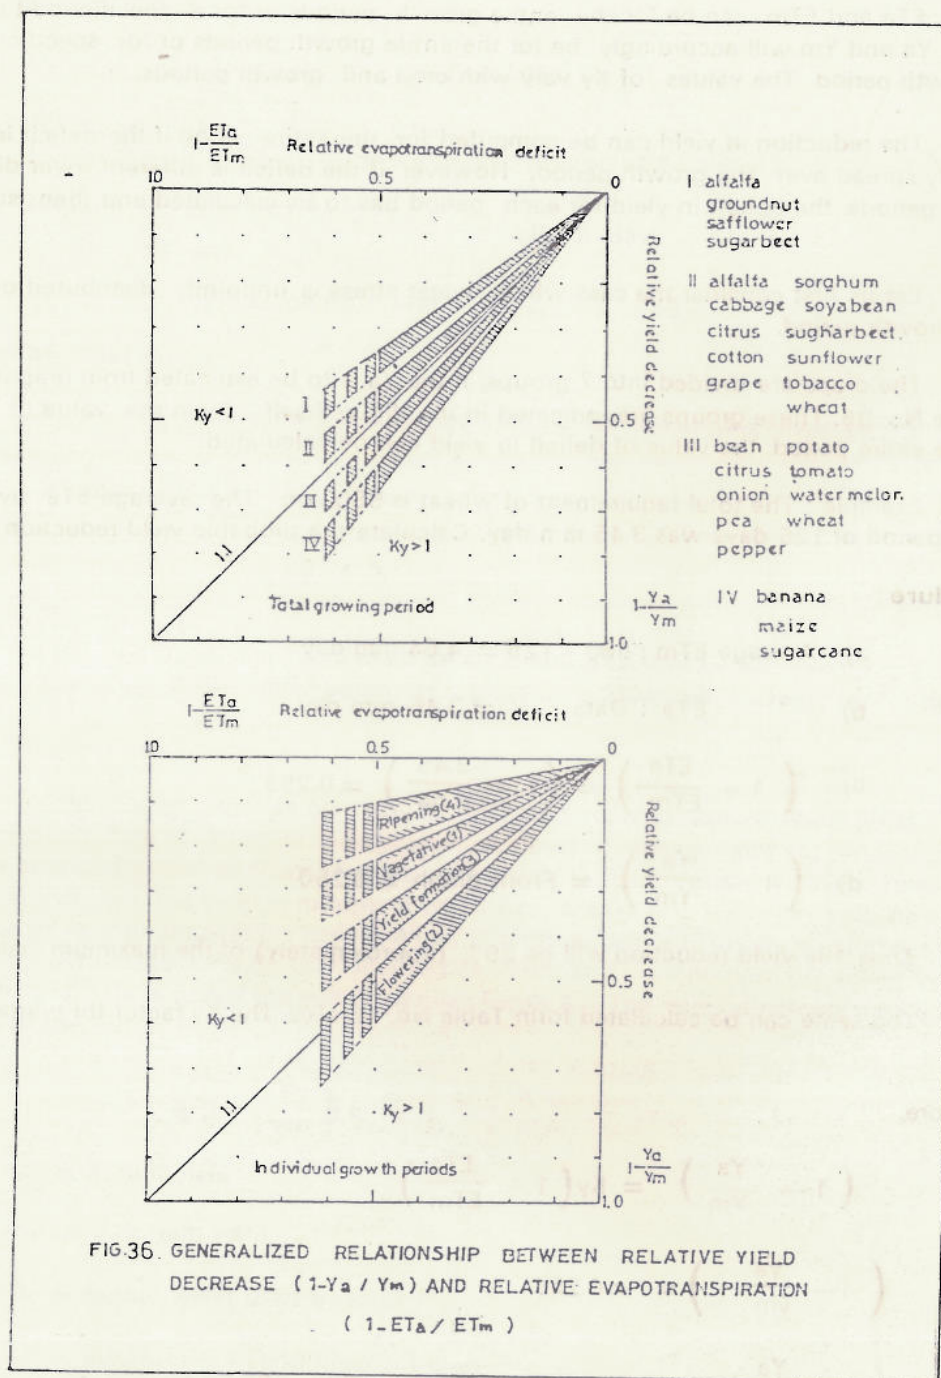 1-ETa/ETm Relative evapotranspiration deficit
10 0.5 0
Relative yield decrease
0.5
1.0
I
II
II
IV
Ky<1
Ky>1
1:1
Total growing period
1-Ya/Ym
alfalfa
groundnut
safflower
sugarbeet
II alfalfa sorghum
cabbage soyabean
citrus sugharbeet.
cotton sunflower
grape tobacco
wheat
III bean potato
citrus tomato
onion watermelor.
pea wheat
pepper
IV banana
maize
sugarcane
1-ETa/ETm Relative evapotranspiration deficit
10 0.5 0
Ripening(4)
Vagetative(1)
Yield formation(3)
Flowering(2)
Relative yield decrease
0.5
Ky<1
1:1
Ky>1
Individual growth periods
1-Ya/Ym
1.0
FIG.36. GENERALIZED RELATIONSHIP BETWEEN RELATIVE YIELD
DECREASE (1-Ya / Ym) AND RELATIVE EVAPOTRANSPIRATION
( 1-ETa / ETm )